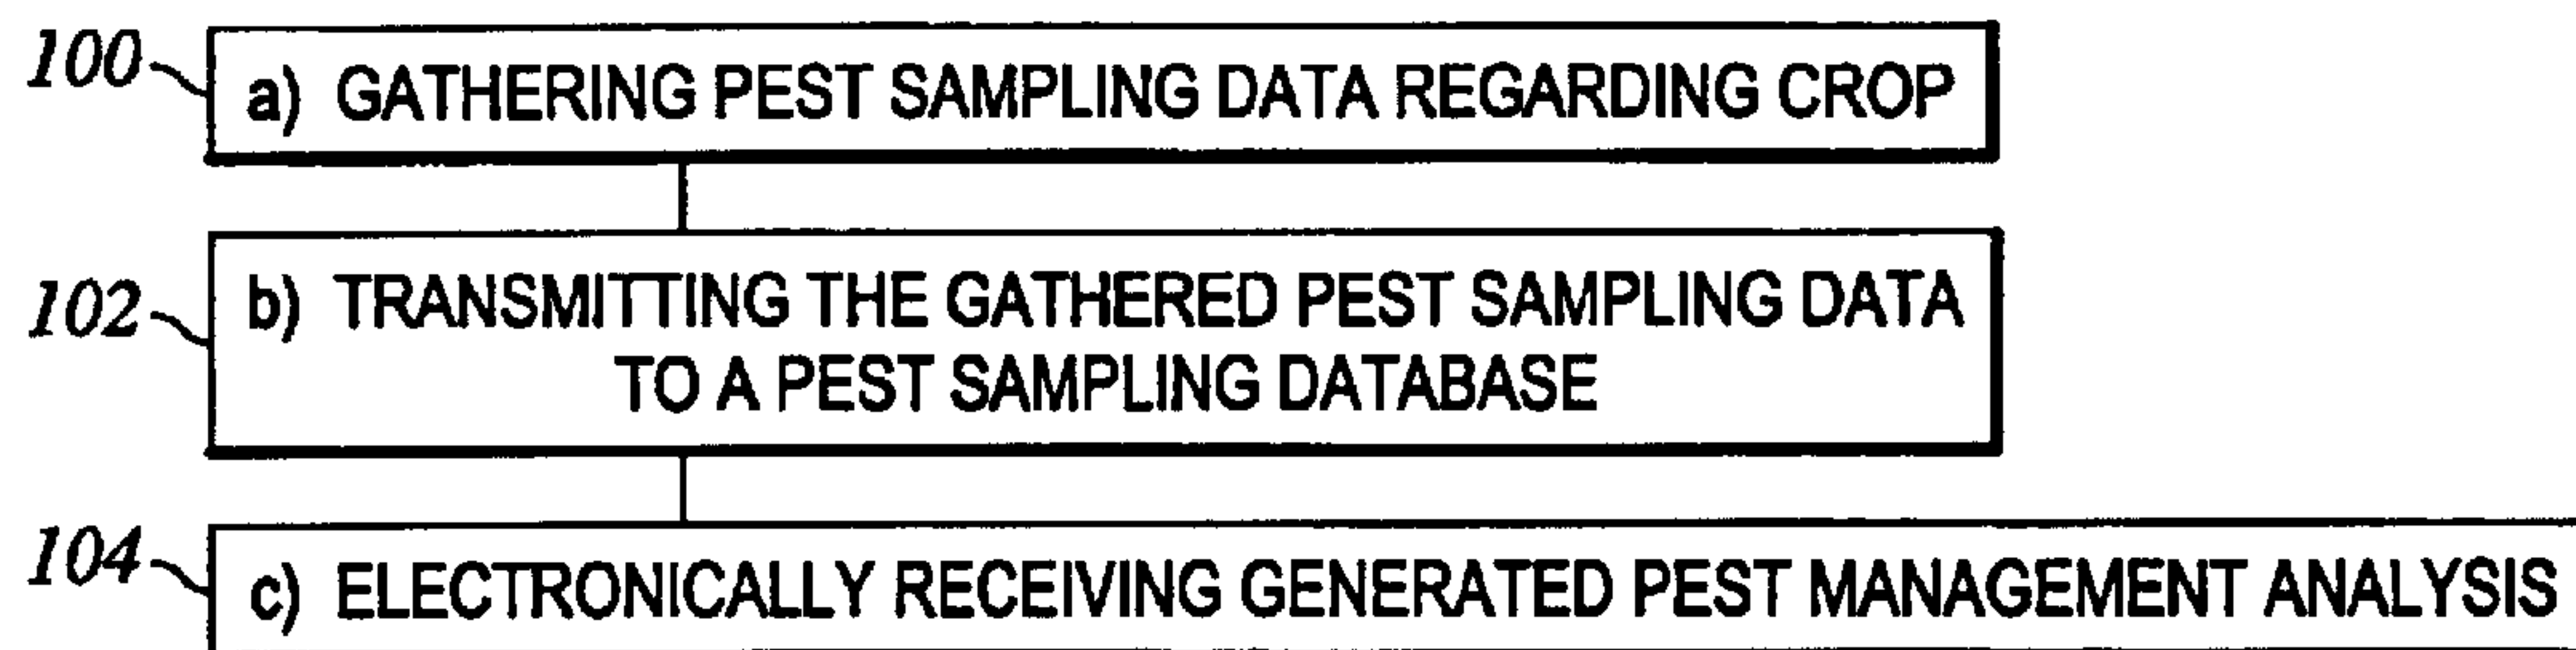 100 a) GATHERING PEST SAMPLING DATA REGARDING CROP
102 b) TRANSMITTING THE GATHERED PEST SAMPLING DATA
TO A PEST SAMPLING DATABASE
104 c) ELECTRONICALLY RECEIVING GENERATED PEST MANAGEMENT ANALYSIS